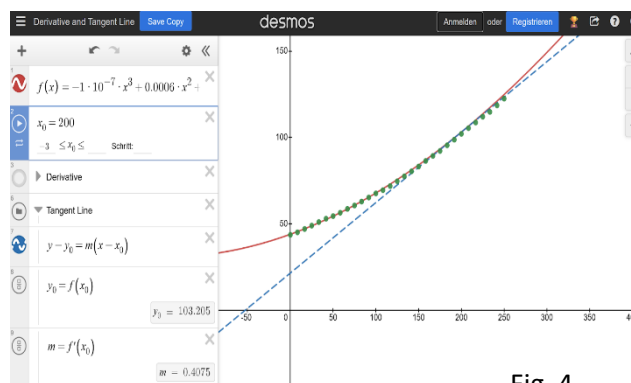 Derivative and Tangent Line Save Copy desmos Anmelden oder Registrieren
f(x) = −1 · 10⁻⁷ · x³ + 0.0006 · x² +
x₀ = 200
−3 ≤ x₀ ≤ Schritt:
Derivative
Tangent Line
y − y₀ = m(x − x₀)
y₀ = f(x₀)
y₀ = 103.205
m = f′(x₀)
m = 0.4075
150
100
50
-50 0 50 100 150 200 250 300 350
Fig. 4